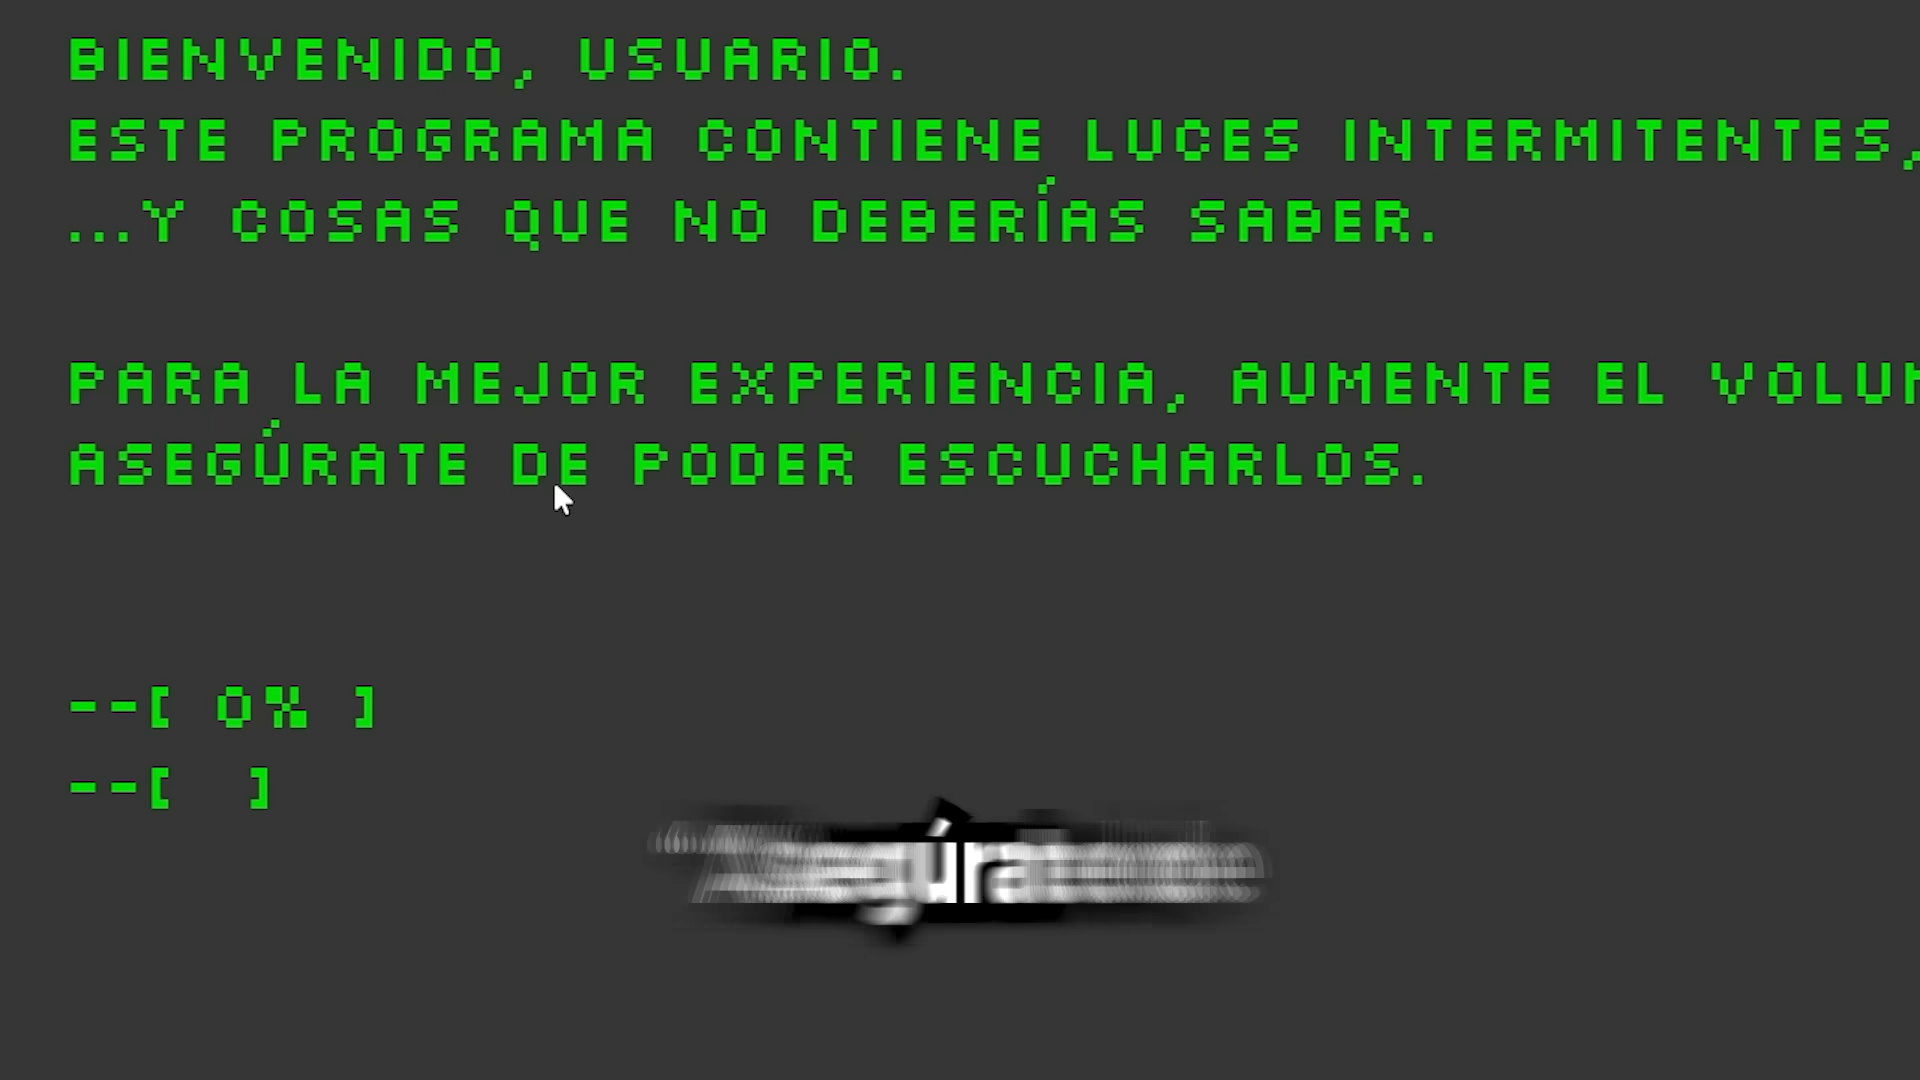 BIENVENIDO, USUARIO.
ESTE PROGRAMA CONTIENE LUCES INTERMITENTES,
...Y COSAS QUE NO DEBERÍAS SABER.
PARA LA MEJOR EXPERIENCIA, AUMENTE EL
ASEGÚRATE DE PODER ESCUCHARLOS.
--[ 0% ]
--[ ]